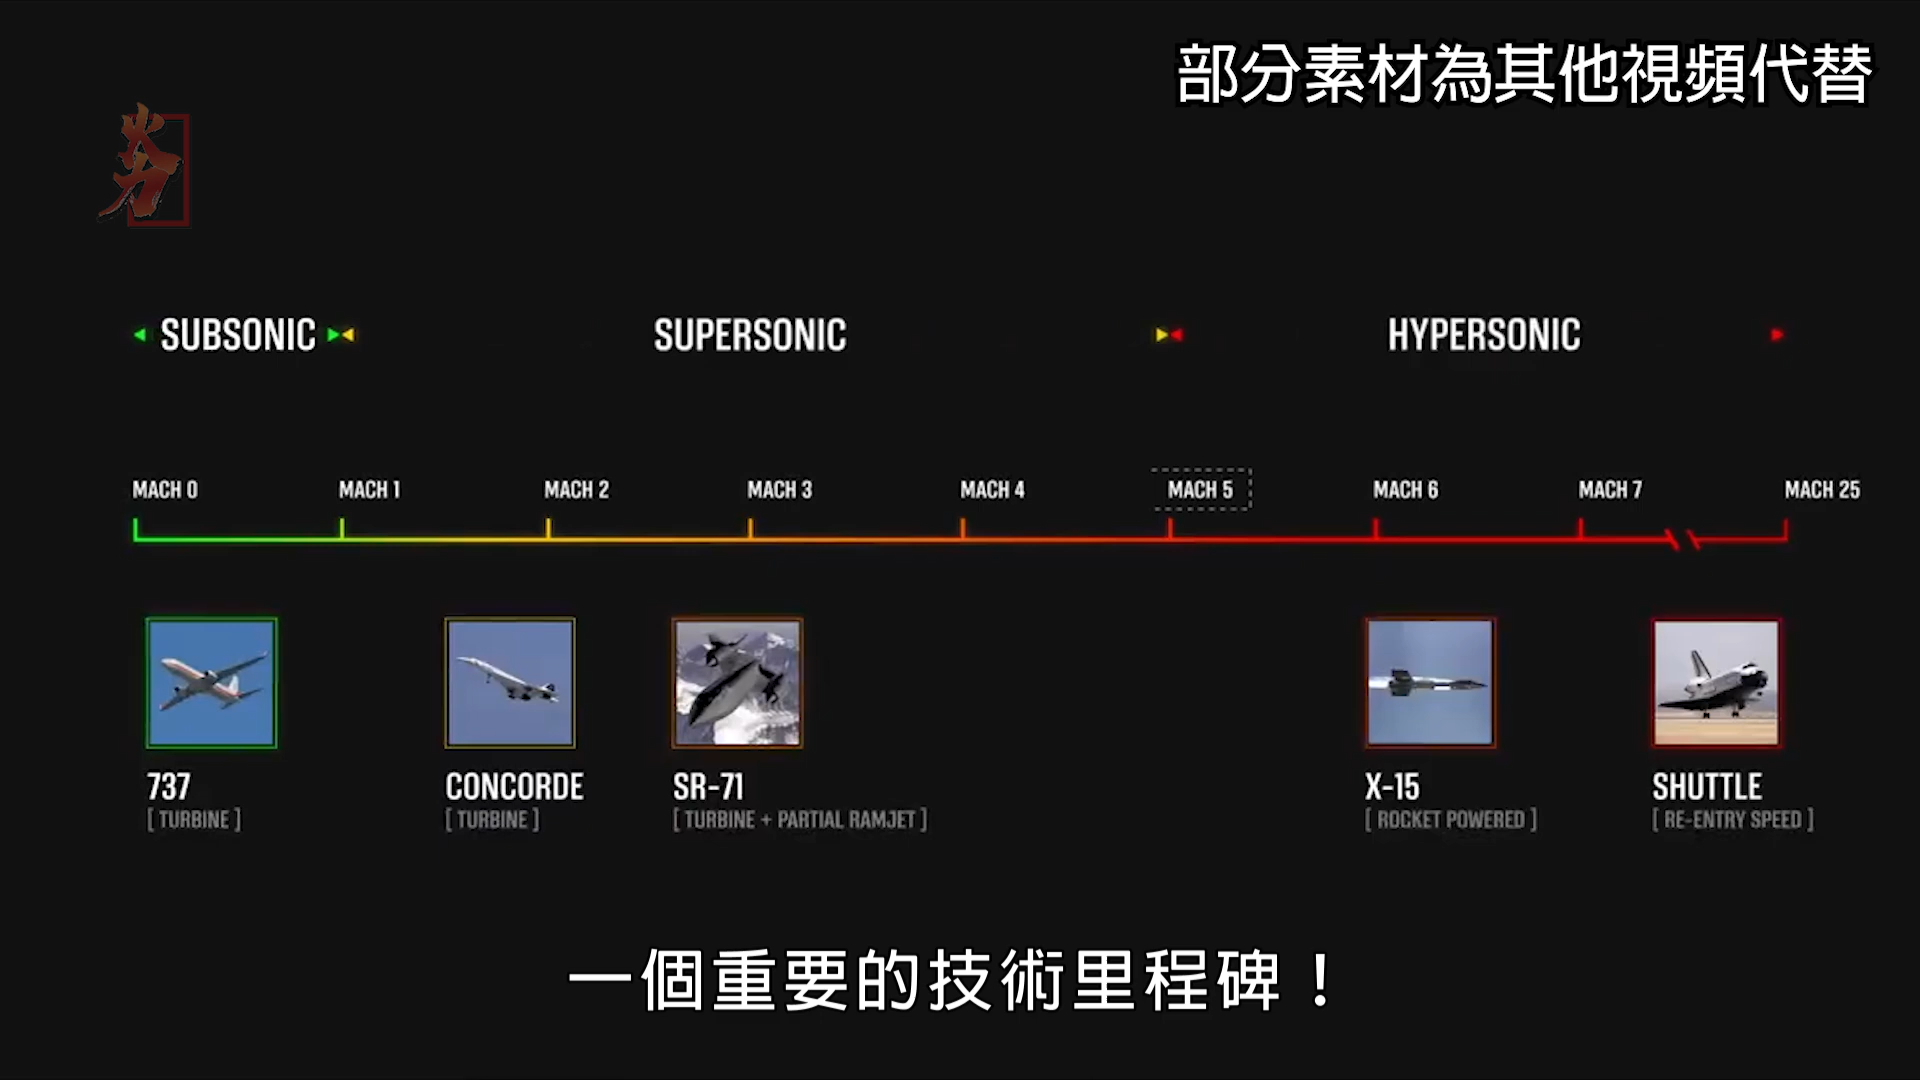 部分素材為其他視頻代替
火力
SUBSONIC SUPERSONIC HYPERSONIC
MACH 0 MACH 1 MACH 2 MACH 3 MACH 4 MACH 5 MACH 6 MACH 7 MACH 25
737 CONCORDE SR-71 X-15 SHUTTLE
[ TURBINE ] [ TURBINE ] [ TURBINE + PARTIAL RAMJET ] [ ROCKET POWERED ] [ RE-ENTRY SPEED ]
一個重要的技術里程碑！